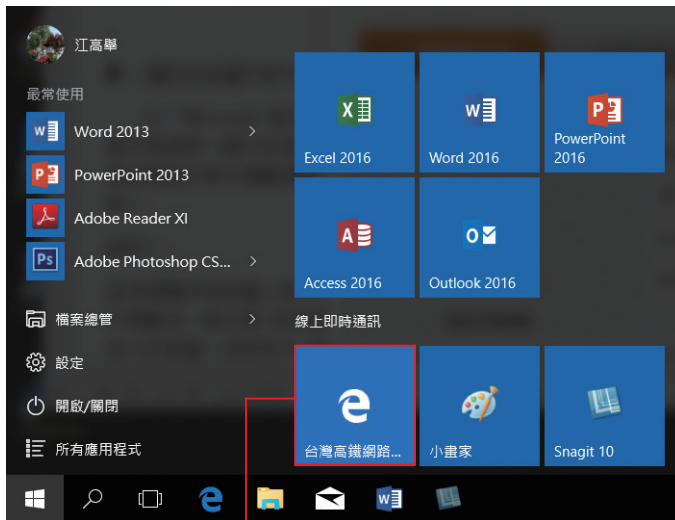 江高舉
最常使用
Word 2013
PowerPoint 2013
Adobe Reader XI
Ps
Adobe Photoshop CS...
檔案總管
設定
開啟/關閉
所有應用程式
Excel 2016
Word 2016
PowerPoint
2016
Access 2016
Outlook 2016
線上即時通訊
台灣高鐵網路...
小畫家
Snagit 10